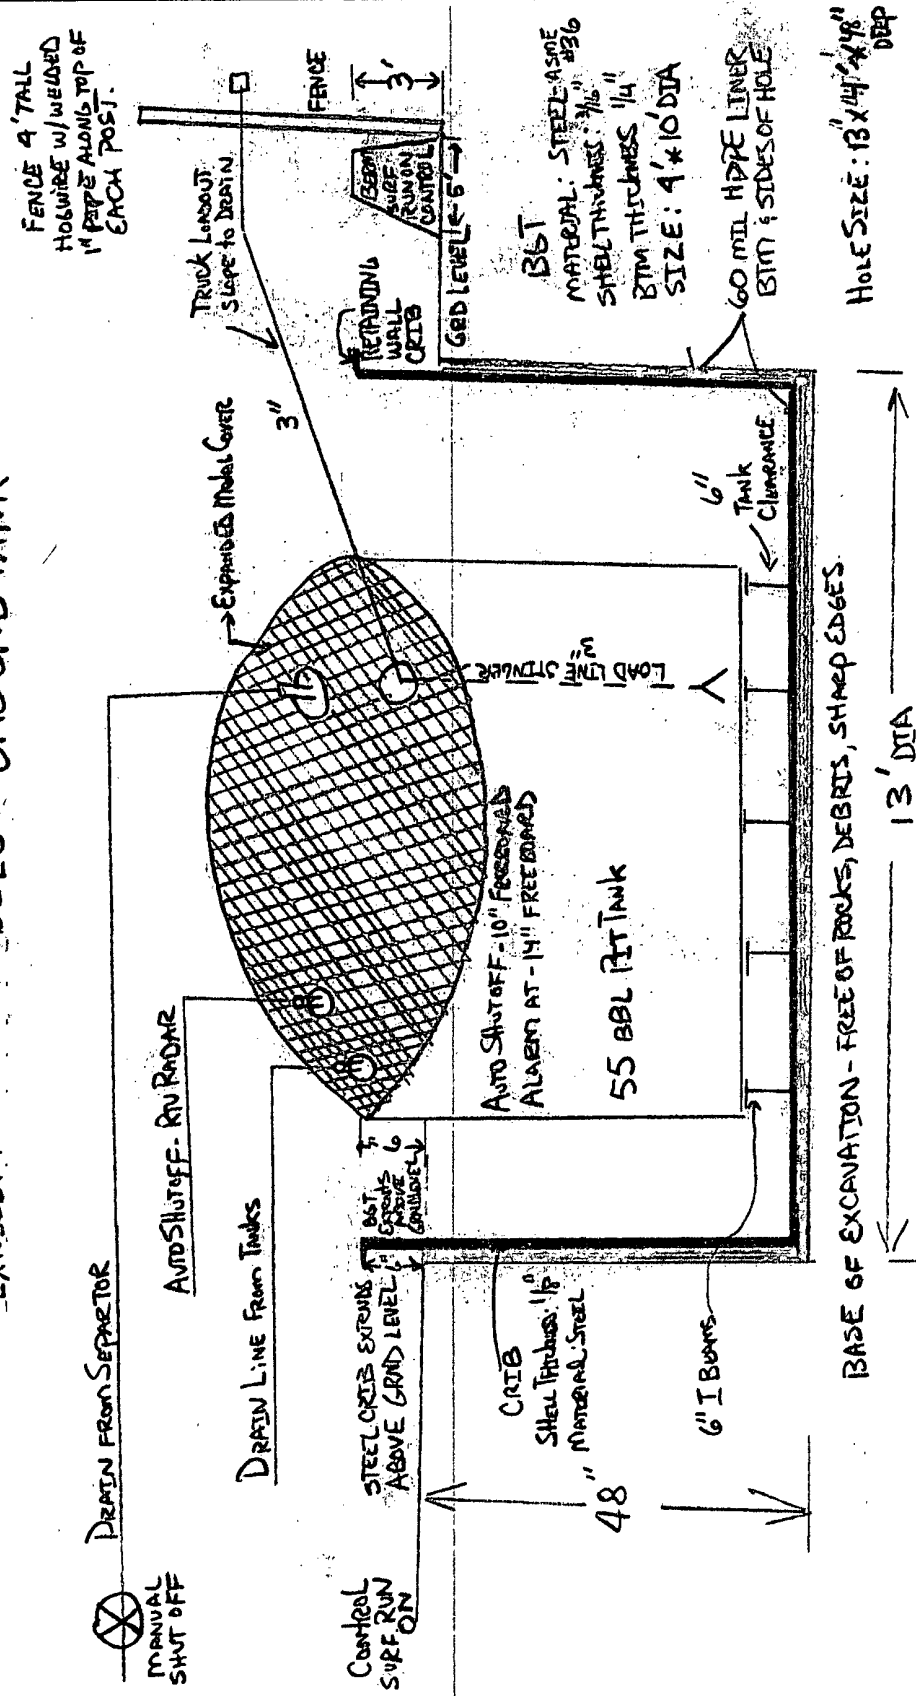 FENCE 4' TALL
HOGWIRE W/ WELDED
1" PIPE ALONG TOP OF
EACH POST.
FENCE
3'
TRUCK LOADOUT
SLOPE to DRAIN
BERM
SURF
RUN ON
CONTROL
5'
GRD LEVEL
RETAINING
WALL
CRIB
3"
EXPANDED Metal COVER
BGT
MATERIAL: STEEL-ASME #36
SHELL THICKNESS: 3/16"
BTM THICKNESS 1/4"
SIZE: 4' x 10' DIA
60 MIL HDPE LINER
BTM & SIDES OF HOLE
HOLE SIZE: 13' x 14' x 48"
DEEP
DRAIN FROM SEPARTOR
MANUAL
SHUT OFF
AUTO SHUTOFF - RTU RADAR
DRAIN LINE FROM TANKS
LOAD LINE STINGER 3"
6"
TANK
CLEARANCE
AUTO SHUTOFF-10" FREEBOARD
ALARM AT-14" FREEBOARD
55 BBL PIT TANK
6"
BGT
EXTENDS
ABOVE
GRNDLEVEL
STEEL CRIB EXTENDS
ABOVE GRND LEVEL 6"
CONTROL
SURF. RUN
ON
CRIB
SHELL THICKNESS: 1/8"
MATERIAL: STEEL
6" I BEAMS
48"
BASE OF EXCAVATION - FREE OF ROCKS, DEBRIS, SHARP EDGES
13' DIA